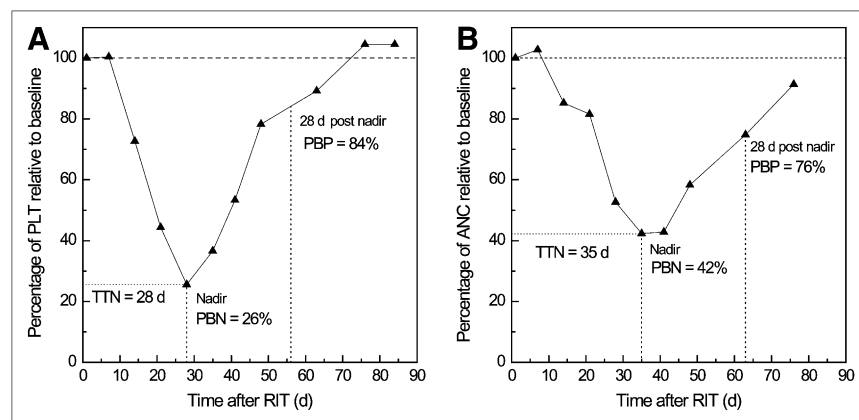 A
Percentage of PLT relative to baseline
100
80
60
40
20
0
28 d post nadir
PBP = 84%
TTN = 28 d
Nadir
PBN = 26%
0 10 20 30 40 50 60 70 80 90
Time after RIT (d)
B
Percentage of ANC relative to baseline
100
80
60
40
20
0
28 d post nadir
PBP = 76%
TTN = 35 d
Nadir
PBN = 42%
0 10 20 30 40 50 60 70 80 90
Time after RIT (d)